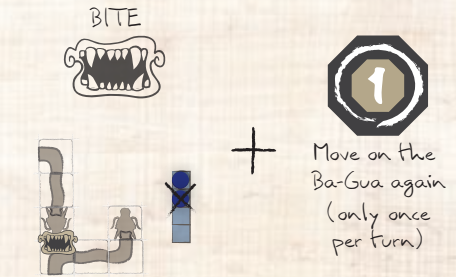 BITE
1
Move on the
Ba-Gua again
(only once
per turn)